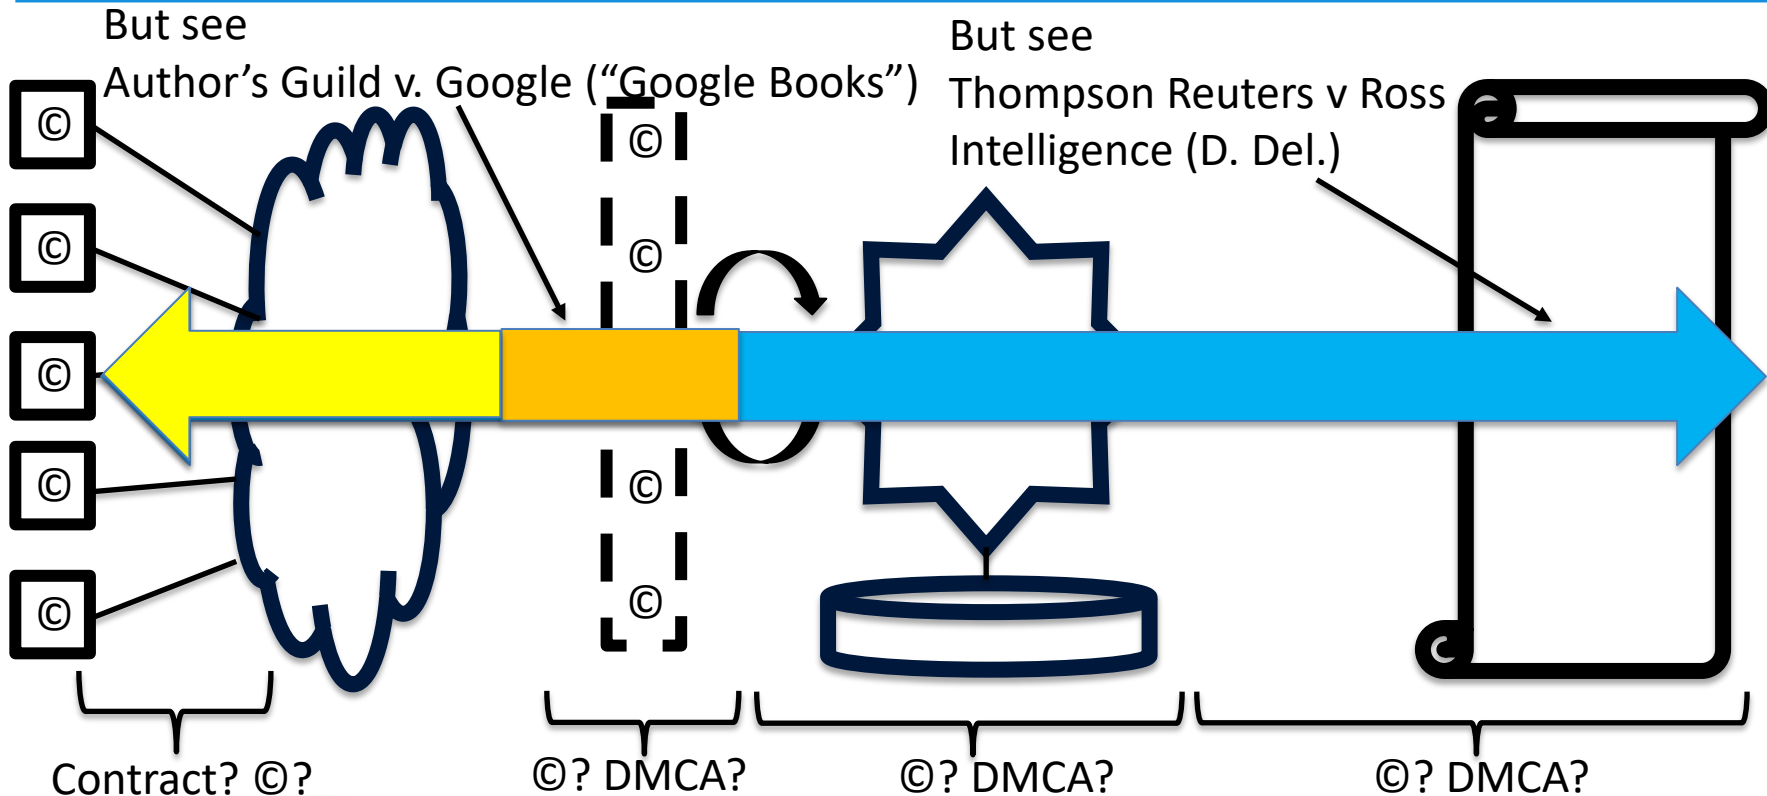 But see
Author’s Guild v. Google (“Google Books”)
But see
Thompson Reuters v Ross
Intelligence (D. Del.)
©
©
©
©
©
©
©
©
©
Contract? ©?
©? DMCA?
©? DMCA?
©? DMCA?